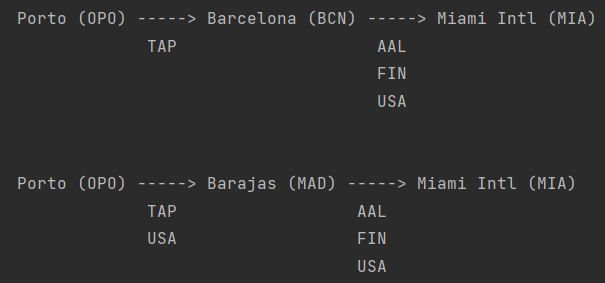 Porto (OPO) -----> Barcelona (BCN) -----> Miami Intl (MIA)
TAP AAL
FIN
USA
Porto (OPO) -----> Barajas (MAD) -----> Miami Intl (MIA)
TAP AAL
USA FIN
USA